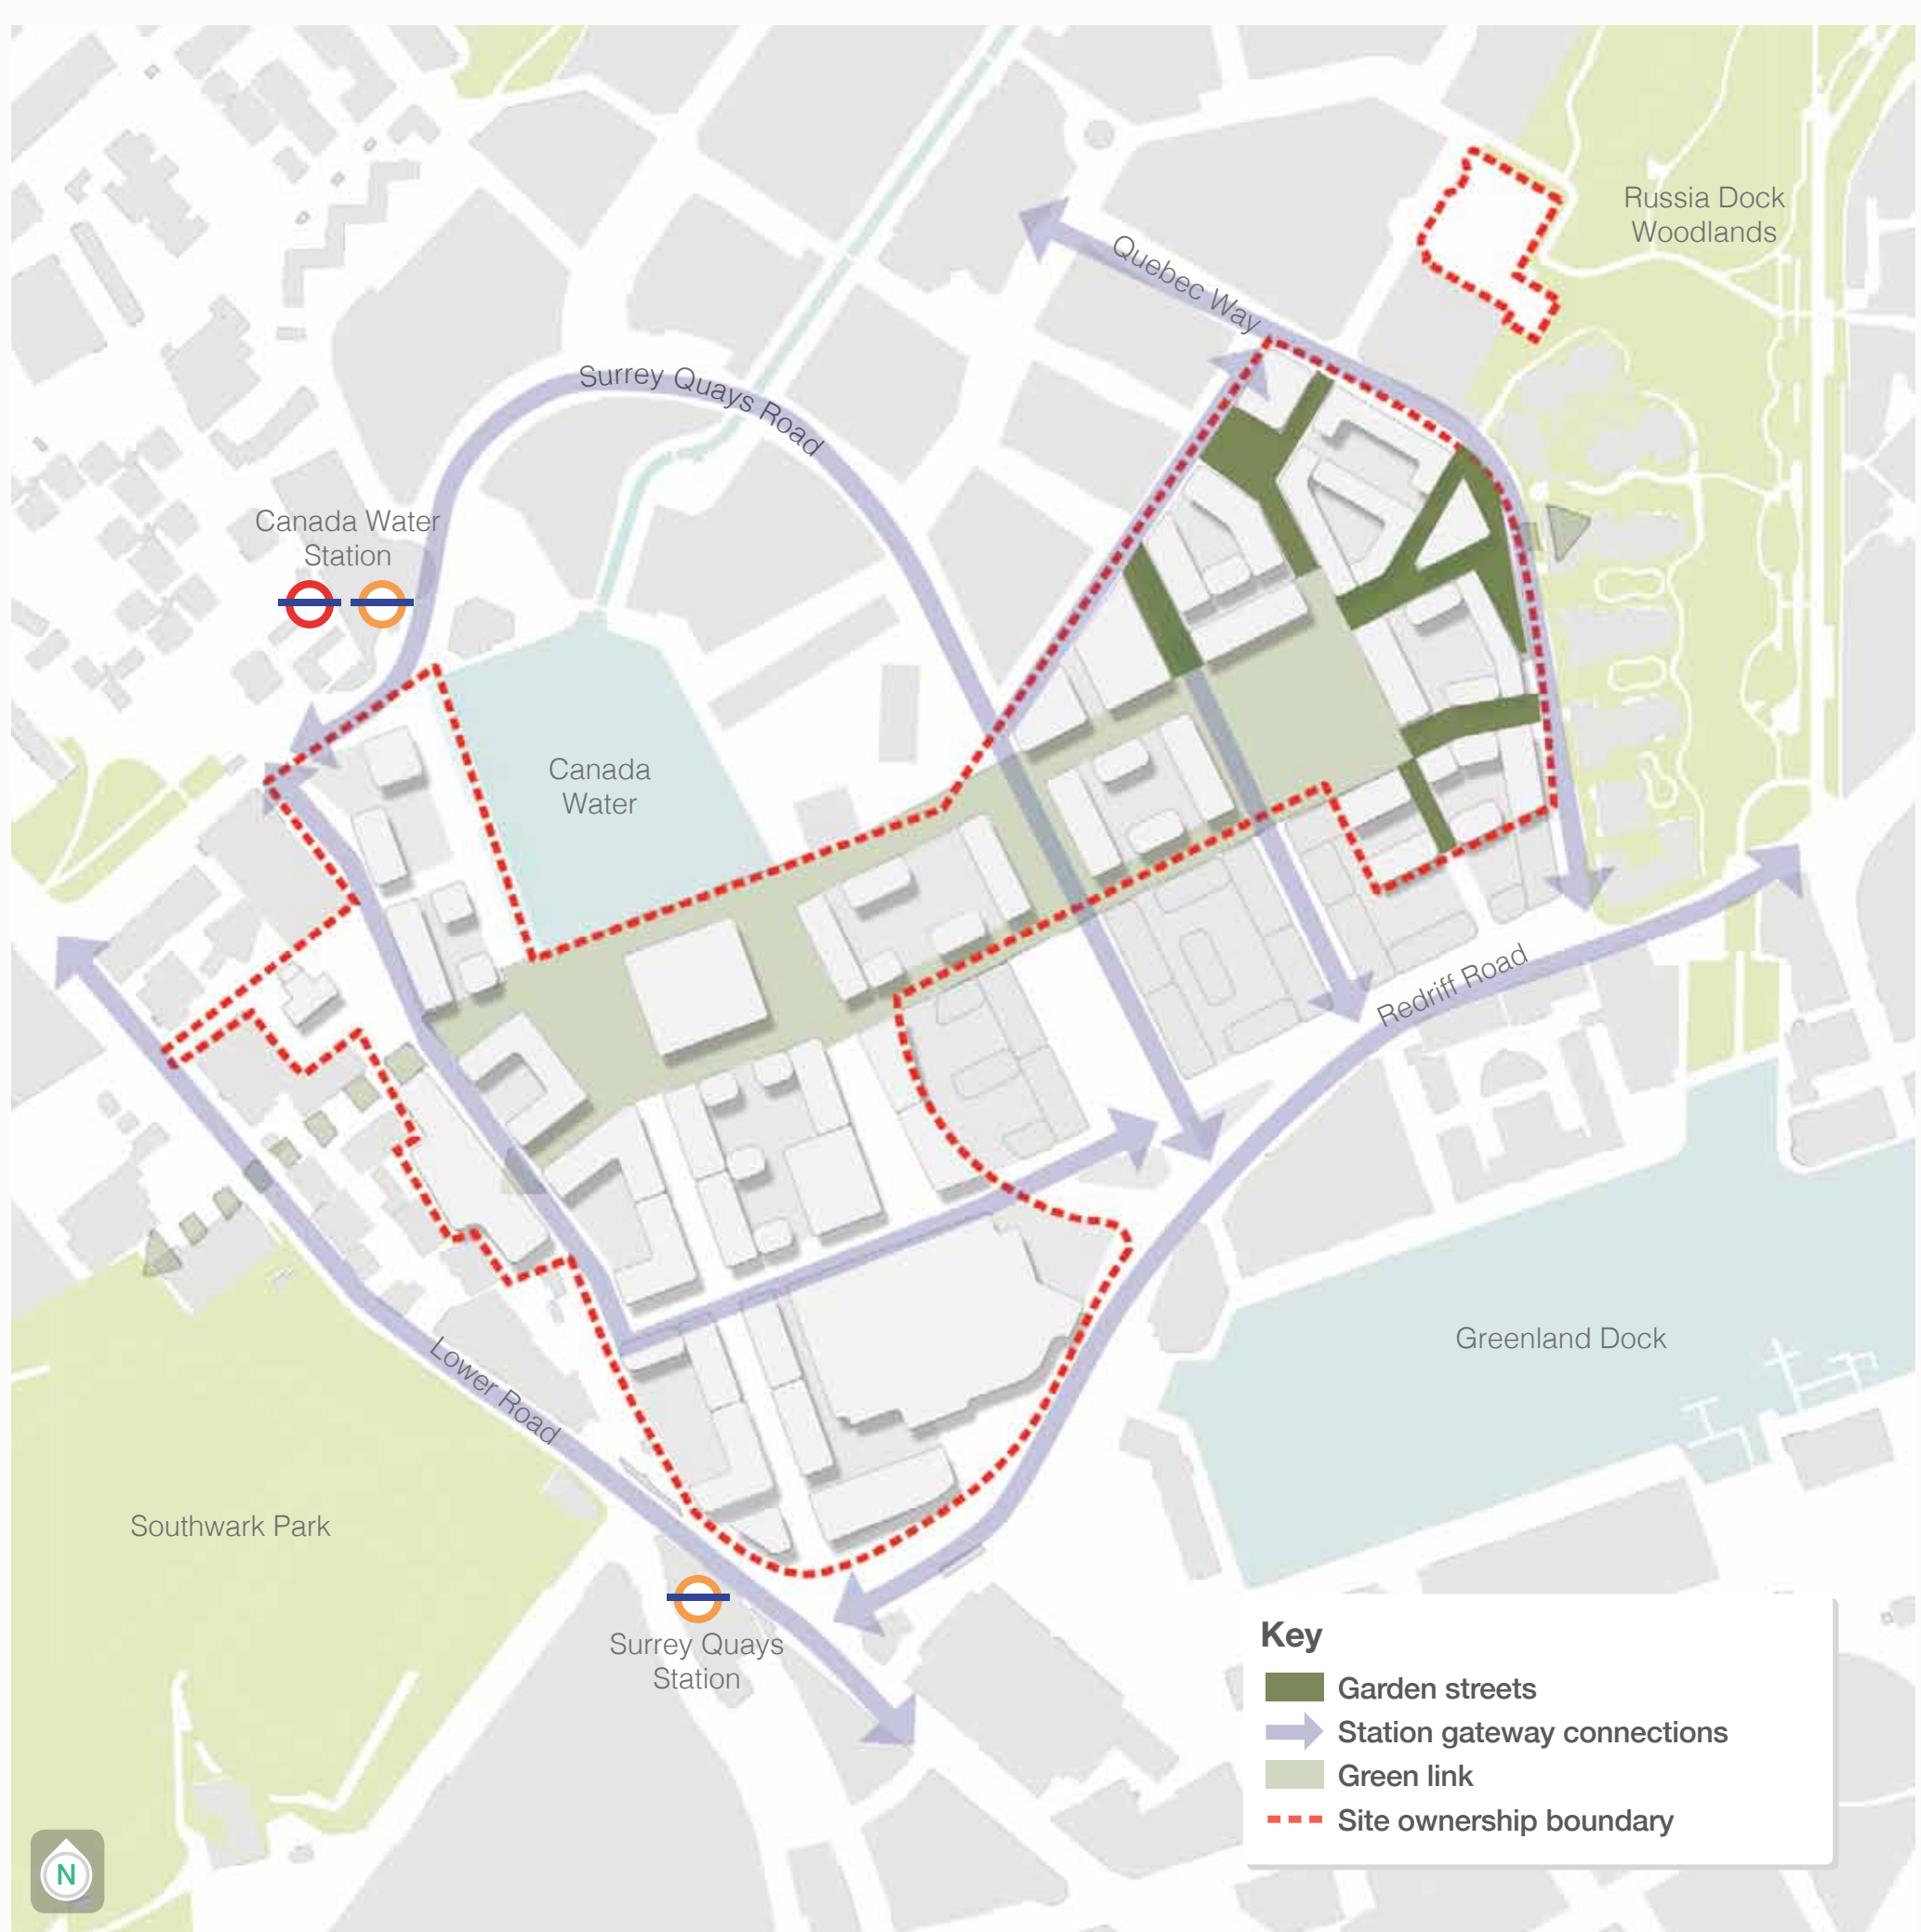 Russia Dock
Woodlands
Quebec Way
Surrey Quays Road
Canada Water
Station
Canada
Water
Redriff Road
Greenland Dock
Lower Road
Southwark Park
Surrey Quays
Station
Key
Garden streets
Station gateway connections
Green link
Site ownership boundary
N